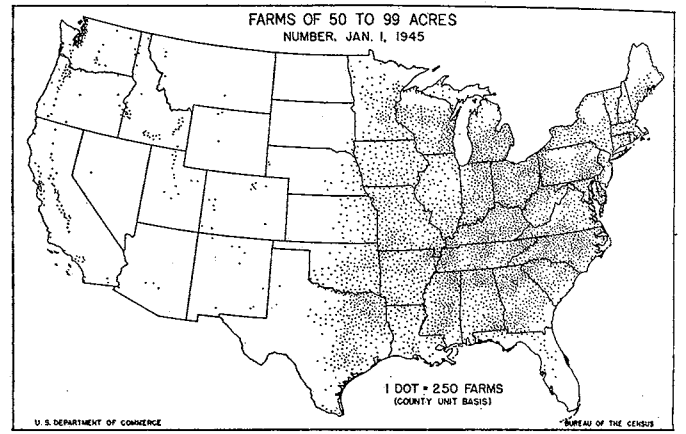 FARMS OF 50 TO 99 ACRES
NUMBER, JAN. 1, 1945
1 DOT = 250 FARMS
(COUNTY UNIT BASIS)
U. S. DEPARTMENT OF COMMERCE
BUREAU OF THE CENSUS